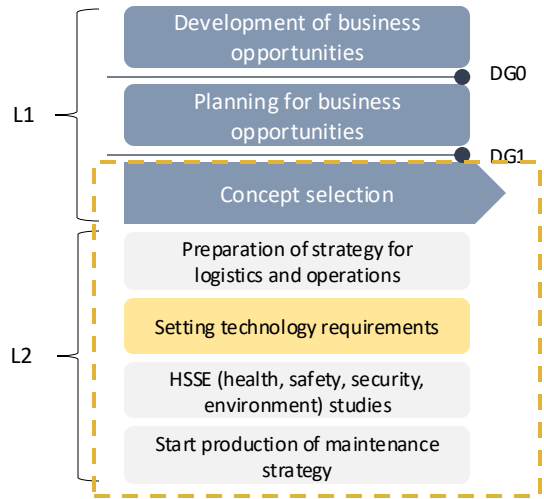 Development of business
opportunities
DG0
L1
Planning for business
opportunities
DG1
Concept selection
Preparation of strategy for
logistics and operations
Setting technology requirements
L2
HSSE (health, safety, security,
environment) studies
Start production of maintenance
strategy